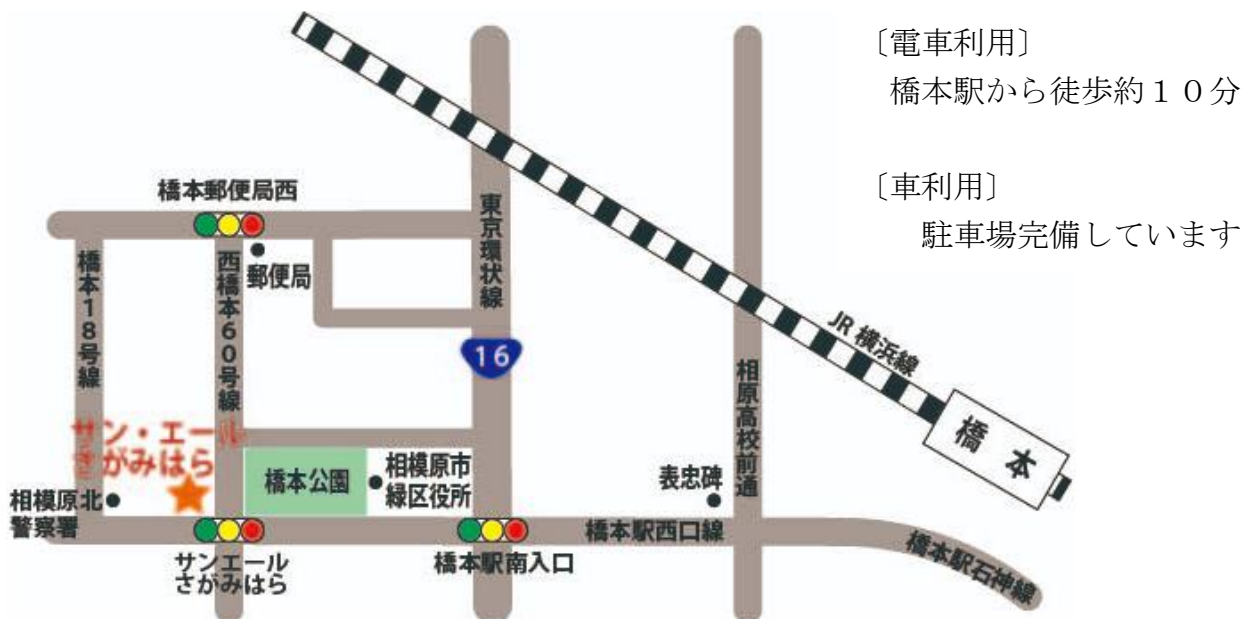 〔電車利用〕
橋本駅から徒歩約１０分
〔車利用〕
駐車場完備しています
橋本郵便局西
郵便局
橋本18号線
西橋本60号線
東京環状線
16
JR 横浜線
橋本
相原高校前通
サン・エール
さがみはら
橋本公園
相模原市
緑区役所
表忠碑
相模原北
警察署
サンエール
さがみはら
橋本駅南入口
橋本駅西口線
橋本駅石神線